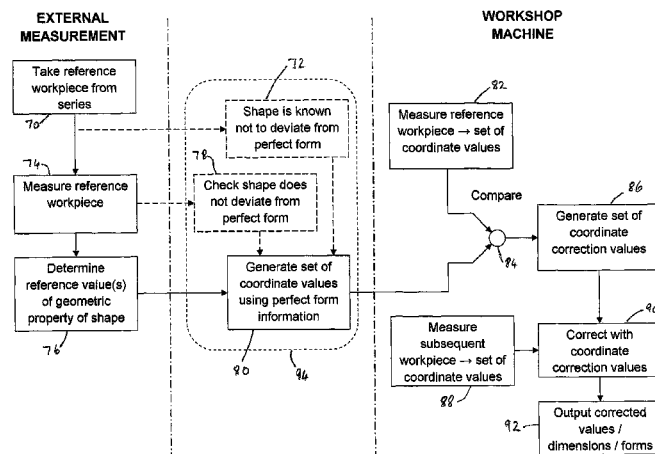 EXTERNAL
MEASUREMENT
Take reference
workpiece from
series
70
74
Measure reference
workpiece
Determine
reference value(s)
of geometric
property of shape
76
72
Shape is known
not to deviate from
perfect form
78
Check shape does
not deviate from
perfect form
Generate set of
coordinate values
using perfect form
information
80
94
WORKSHOP
MACHINE
82
Measure reference
workpiece → set of
coordinate values
Compare
84
86
Generate set of
coordinate
correction values
90
Measure
subsequent
workpiece → set of
coordinate values
88
Correct with
coordinate
correction values
92
Output corrected
values /
dimensions / forms